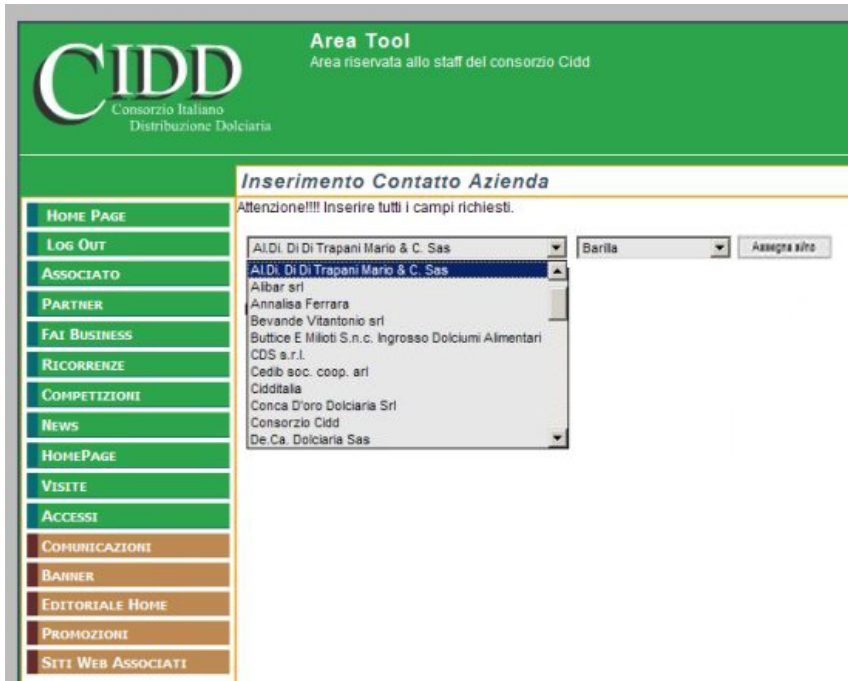 CIDD
Consorzio Italiano
Distribuzione Dolciaria
Area Tool
Area riservata allo staff del consorzio Cidd
Inserimento Contatto Azienda
Attenzione!!!! Inserire tutti i campi richiesti.
Al.Di. Di Di Trapani Mario & C. Sas
Barilla
Assegna si/no
Al.Di. Di Di Trapani Mario & C. Sas
Alibar srl
Annalisa Ferrara
Bevande Vitantonio srl
Buttice E Milioti S.n.c. Ingrosso Dolciumi Alimentari
CDS s.r.l.
Cedib soc. coop. arl
Cidditalia
Conca D'oro Dolciaria Srl
Consorzio Cidd
De.Ca. Dolciaria Sas
Home Page
Log Out
Associato
Partner
Fai Business
Ricorrenze
Competizioni
News
HomePage
Visite
Accessi
Comunicazioni
Banner
Editoriale Home
Promozioni
Siti Web Associati